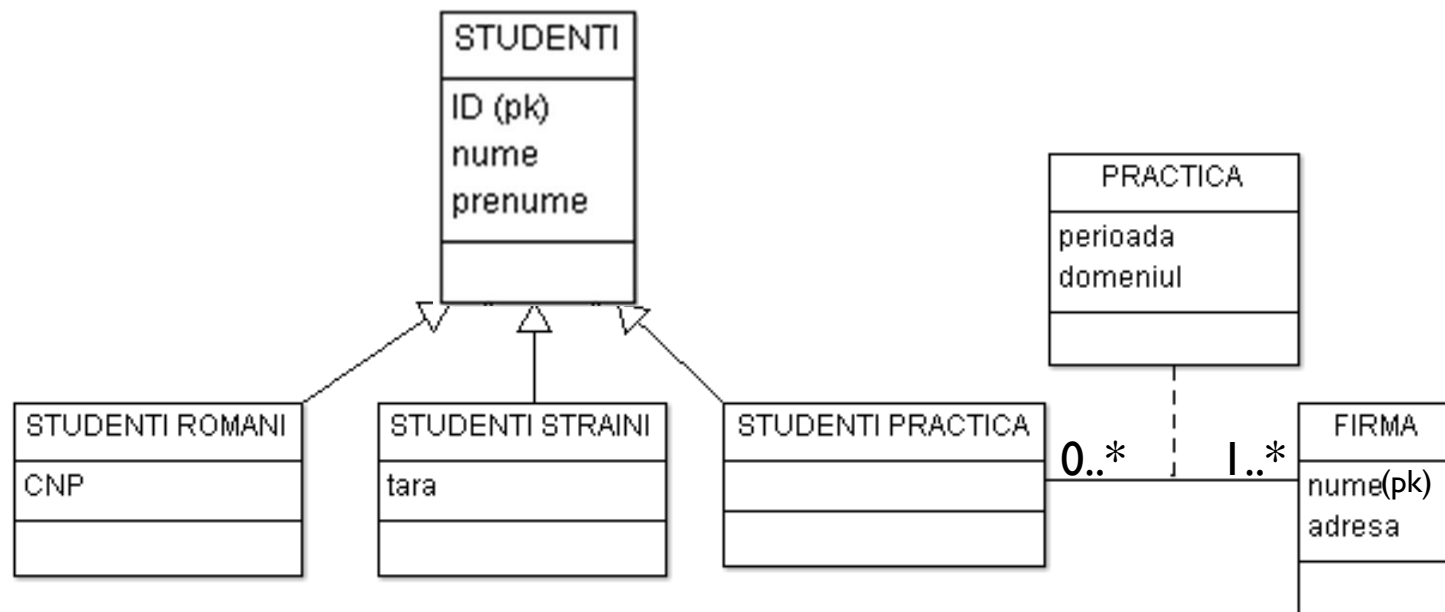 STUDENTI
ID (pk)
nume
prenume
PRACTICA
perioada
domeniul
STUDENTI ROMANI
CNP
STUDENTI STRAINI
tara
STUDENTI PRACTICA
0..*
1..*
FIRMA
nume(pk)
adresa